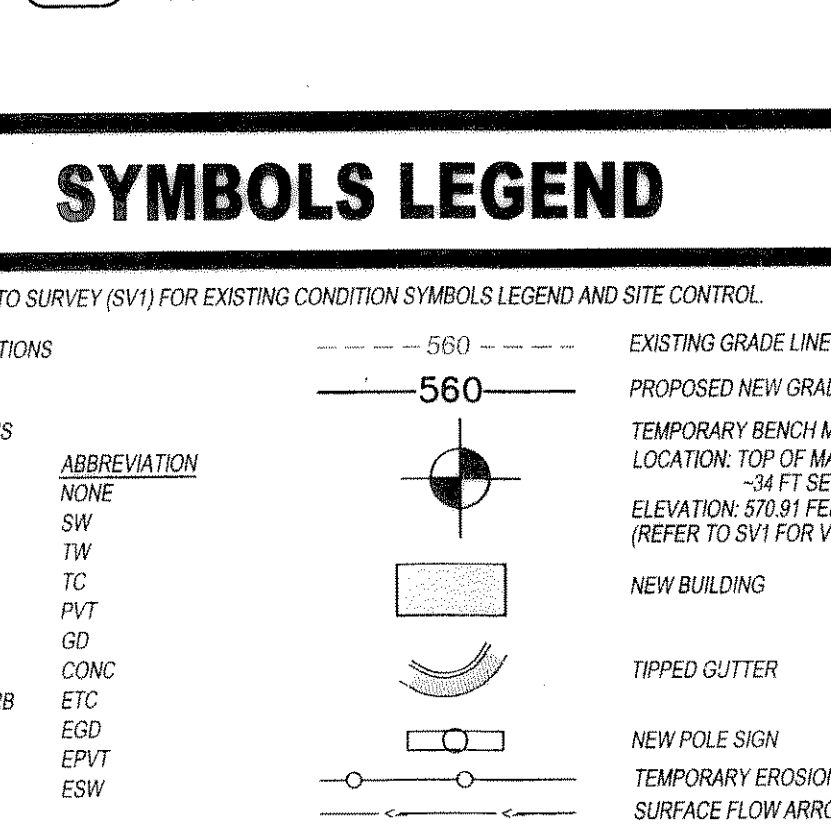 SYMBOLS LEGEND
TO SURVEY (SV1) FOR EXISTING CONDITION SYMBOLS LEGEND AND SITE CONTROL.
TIONS
560
EXISTING GRADE LINE
560
PROPOSED NEW GRAD
S
TEMPORARY BENCH M
ABBREVIATION
LOCATION: TOP OF MA
~34 FT SE
NONE
ELEVATION: 570.91 FEE
SW
(REFER TO SV1 FOR V
TW
TC
NEW BUILDING
PVT
GD
CONC
TIPPED GUTTER
RB
ETC
EGD
NEW POLE SIGN
EPVT
TEMPORARY EROSION
ESW
SURFACE FLOW ARRO